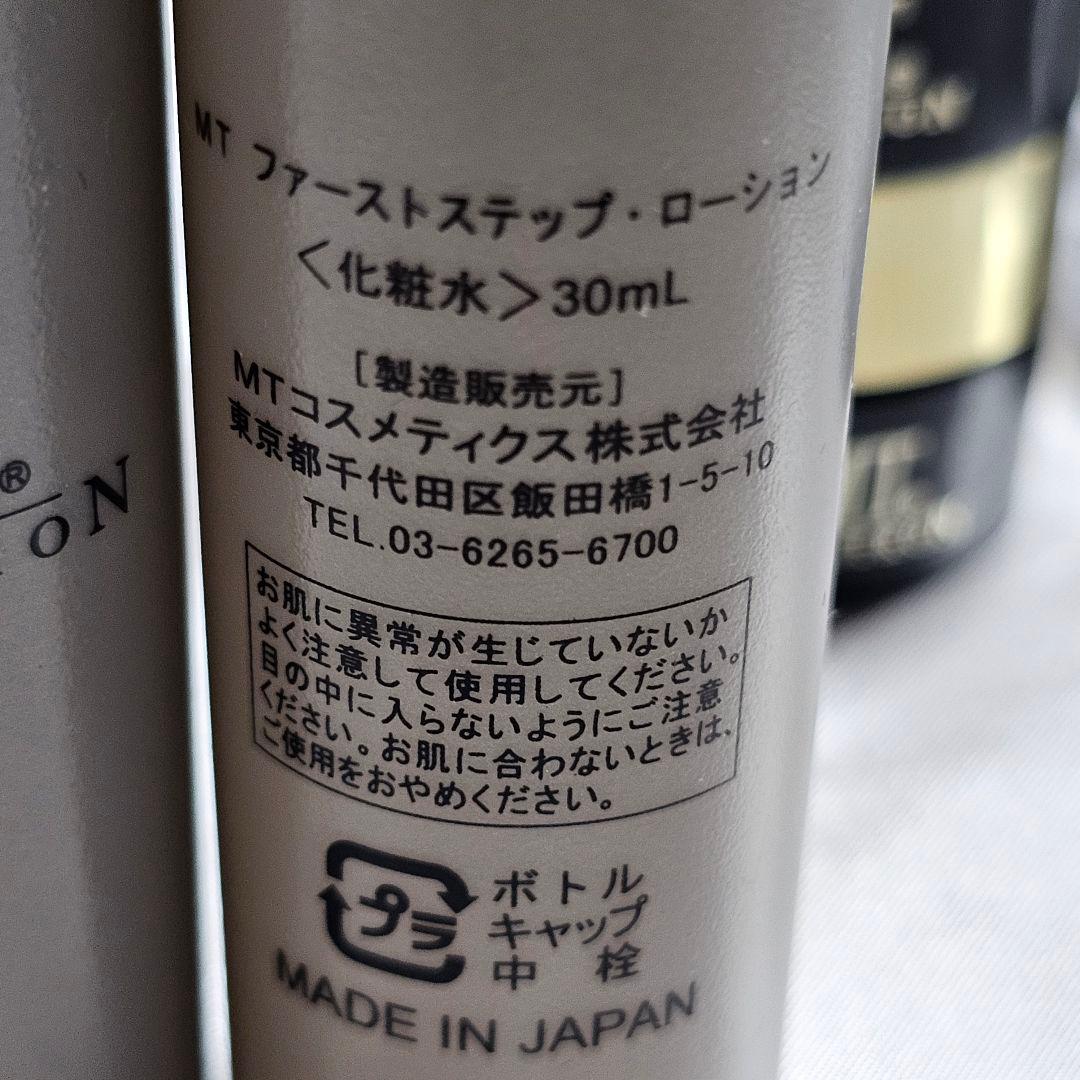 MT ファーストステップ・ローション
<化粧水>30mL
[製造販売元]
MTコスメティクス株式会社
東京都千代田区飯田橋1-5-10
TEL.03-6265-6700
お肌に異常が生じていないか
よく注意して使用してください。
目の中に入らないようにご注意
ください。お肌に合わないときは、
ご使用をおやめください。
プラ
ボトル
キャップ
中 栓
MADE IN JAPAN
®